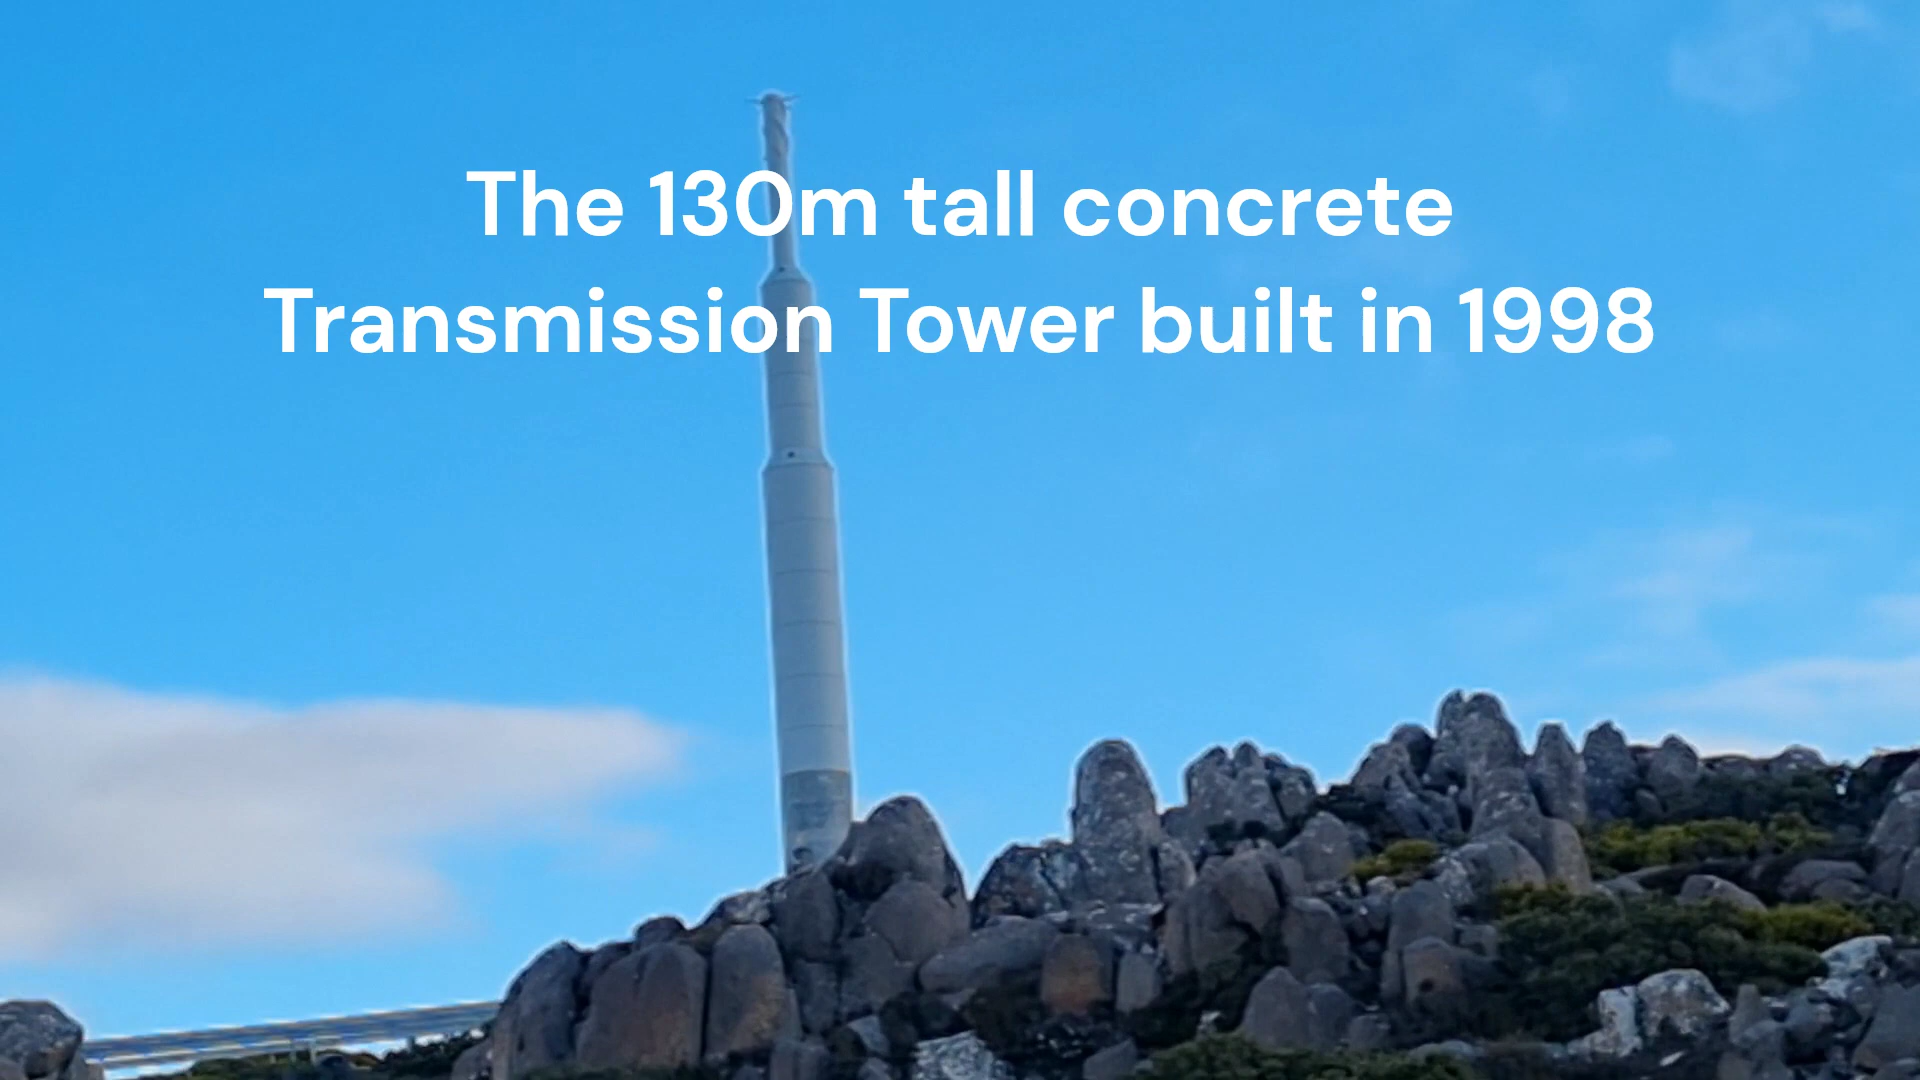 The 130m tall concrete
Transmission Tower built in 1998